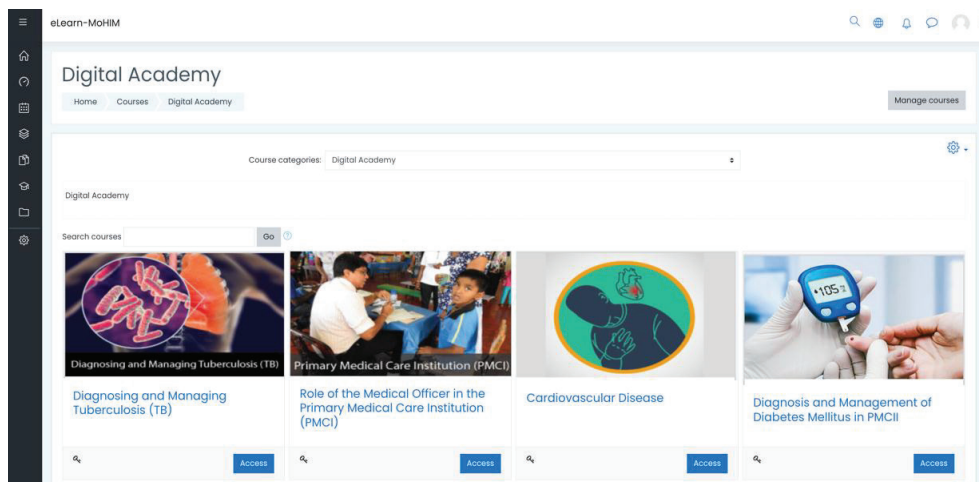 eLearn-MoHIM
Digital Academy
Home
Courses
Digital Academy
Manage courses
Course categories:
Digital Academy
Digital Academy
Search courses
Go
Diagnosing and Managing Tuberculosis (TB)
Primary Medical Care Institution (PMCI)
105
Diagnosing and Managing
Tuberculosis (TB)
Role of the Medical Officer in the
Primary Medical Care Institution
(PMCI)
Cardiovascular Disease
Diagnosis and Management of
Diabetes Mellitus in PMCII
Access
Access
Access
Access